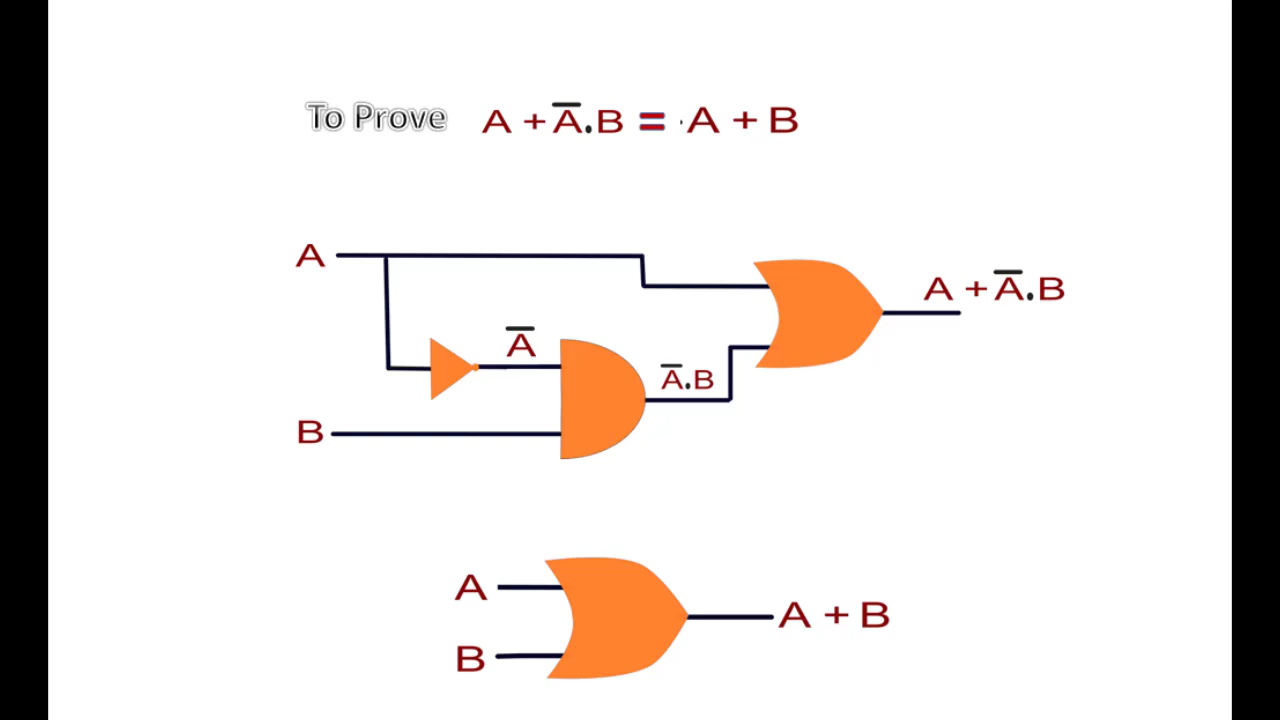 To Prove A + A̅.B = A + B
A
A + A̅.B
A̅
A̅.B
B
A
A + B
B